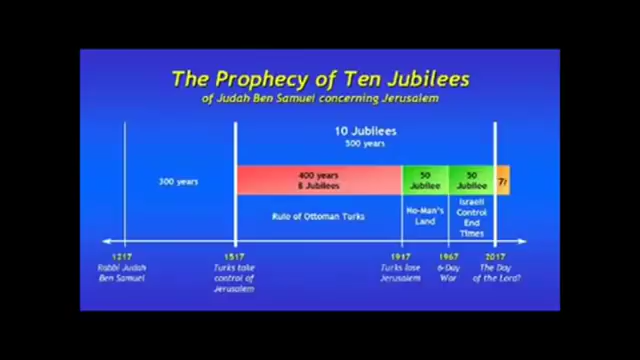 The Prophecy of Ten Jubilees
of Judah Ben Samuel concerning Jerusalem
10 Jubilees
500 years
300 years
400 years
8 Jubilees
50
Jubilee
50
Jubilee
7/
Rule of Ottoman Turks
No-Man's
Land
Israeli
Control
End
Times
1217
Rabbi Judah
Ben Samuel
1517
Turks take
control of
Jerusalem
1917
Turks lose
Jerusalem
1967
6-Day
War
2017
The Day
of the Lord?